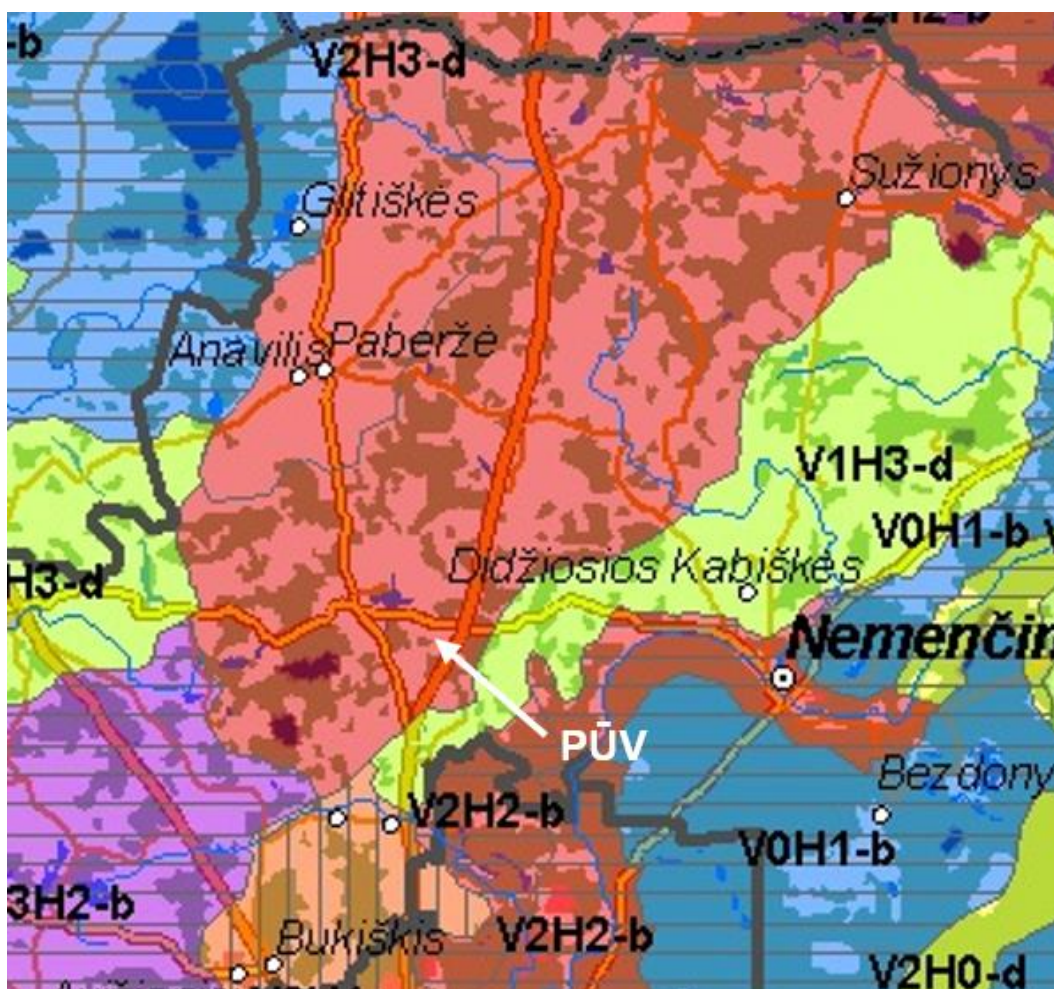 -b
V2H3-d
V2H2-b
Giltiškės
Sužionys
Anavilis
Paberžė
V1H3-d
V0H1-b
H3-d
Didžiosios Kabiškės
Nemenčin
PŪV
Bezdony
V2H2-b
V0H1-b
3H2-b
Bukiškis
V2H2-b
V2H0-d